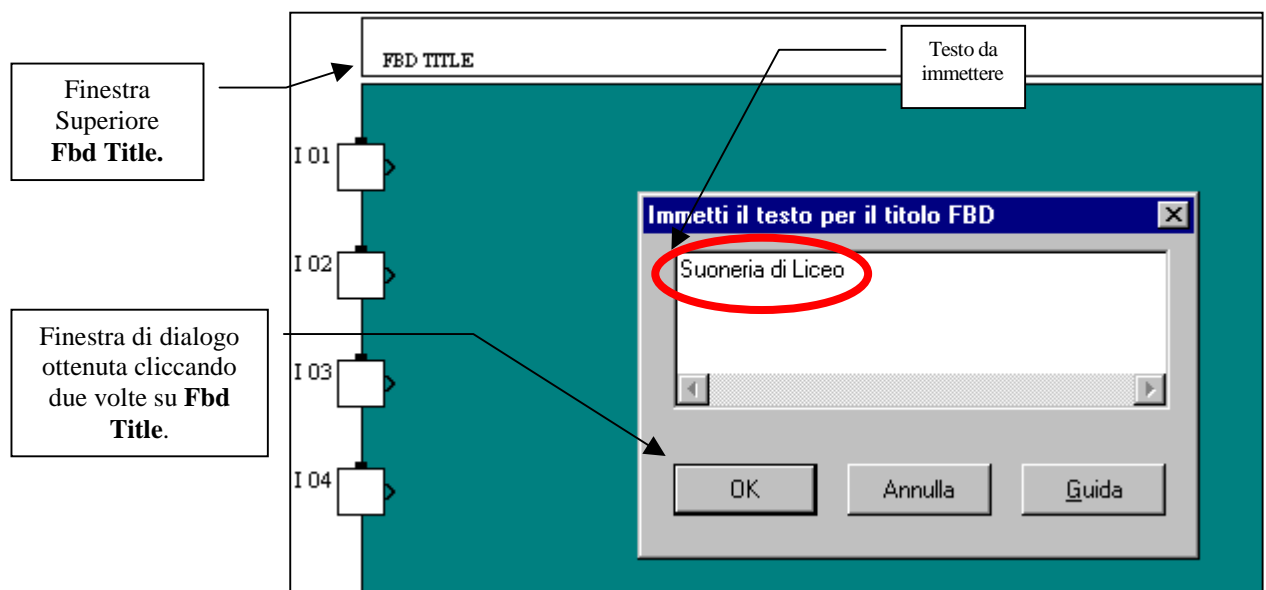 FBD TITLE
Testo da
immettere
Finestra
Superiore
Fbd Title.
I 01
I 02
I 03
I 04
Immetti il testo per il titolo FBD
Suoneria di Liceo
Finestra di dialogo
ottenuta cliccando
due volte su Fbd
Title.
OK
Annulla
Guida